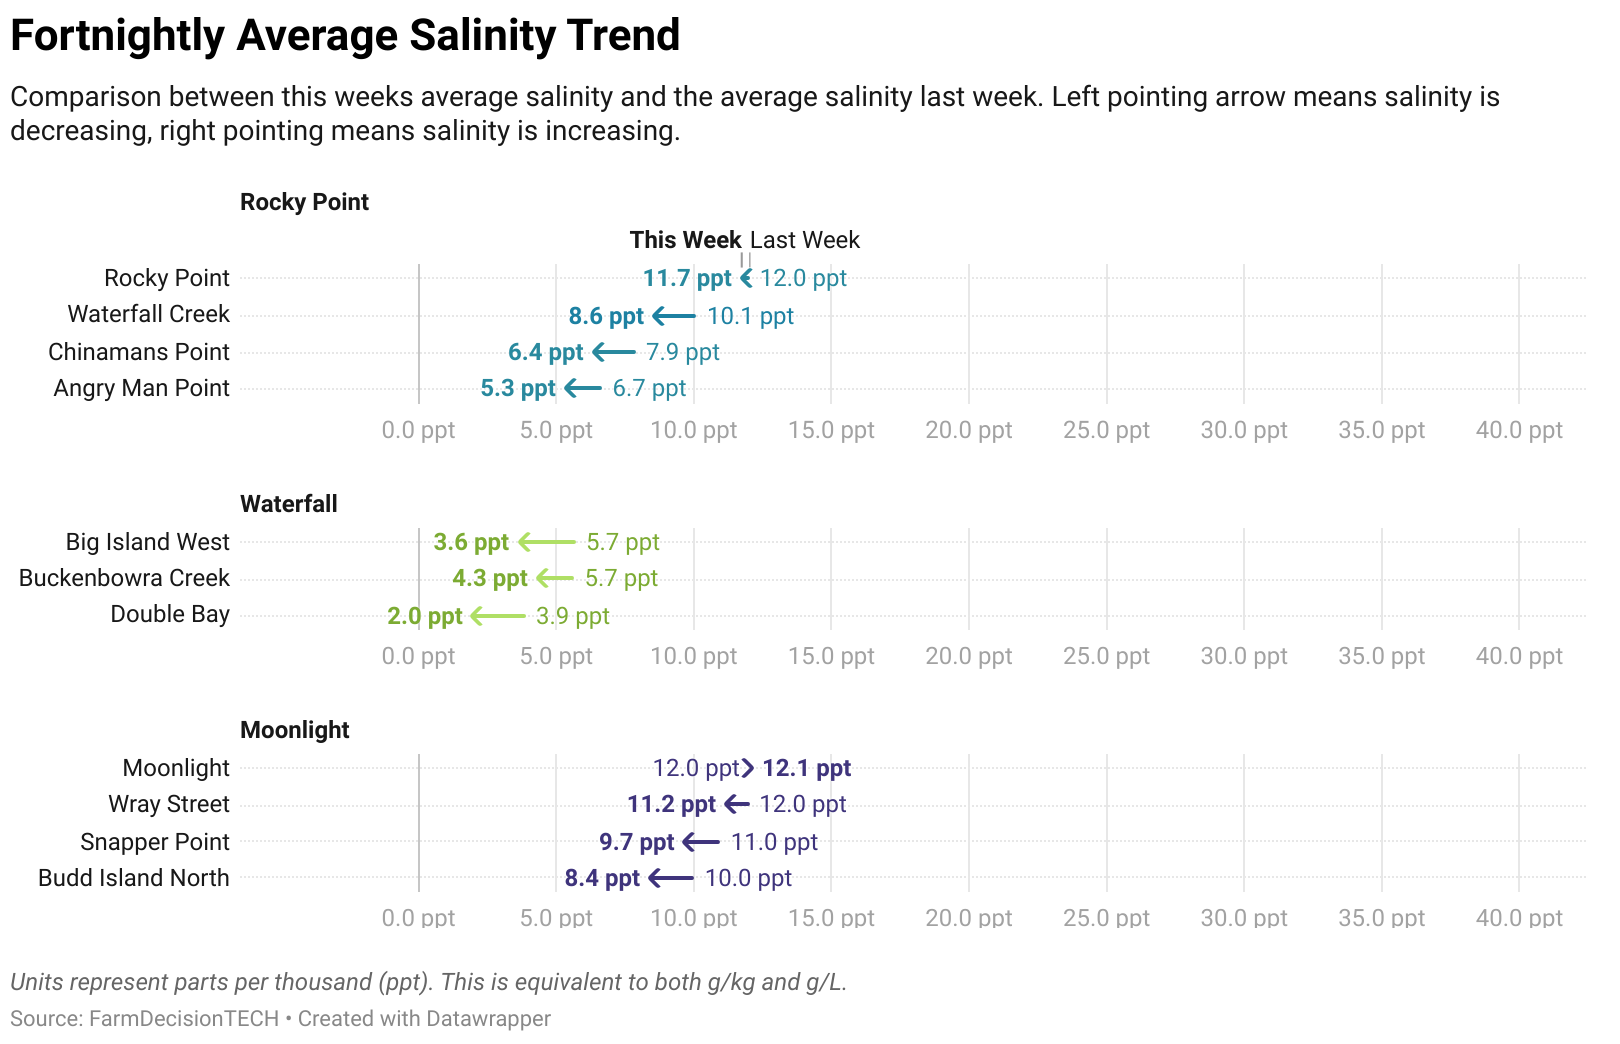 Fortnightly Average Salinity Trend
Comparison between this weeks average salinity and the average salinity last week. Left pointing arrow means salinity is
decreasing, right pointing means salinity is increasing.
Rocky Point
This Week Last Week
Rocky Point 11.7 ppt 12.0 ppt
Waterfall Creek 8.6 ppt 10.1 ppt
Chinamans Point 6.4 ppt 7.9 ppt
Angry Man Point 5.3 ppt 6.7 ppt
0.0 ppt 5.0 ppt 10.0 ppt 15.0 ppt 20.0 ppt 25.0 ppt 30.0 ppt 35.0 ppt 40.0 ppt
Waterfall
Big Island West 3.6 ppt 5.7 ppt
Buckenbowra Creek 4.3 ppt 5.7 ppt
Double Bay 2.0 ppt 3.9 ppt
0.0 ppt 5.0 ppt 10.0 ppt 15.0 ppt 20.0 ppt 25.0 ppt 30.0 ppt 35.0 ppt 40.0 ppt
Moonlight
Moonlight 12.0 ppt 12.1 ppt
Wray Street 11.2 ppt 12.0 ppt
Snapper Point 9.7 ppt 11.0 ppt
Budd Island North 8.4 ppt 10.0 ppt
0.0 ppt 5.0 ppt 10.0 ppt 15.0 ppt 20.0 ppt 25.0 ppt 30.0 ppt 35.0 ppt 40.0 ppt
Units represent parts per thousand (ppt). This is equivalent to both g/kg and g/L.
Source: FarmDecisionTECH • Created with Datawrapper